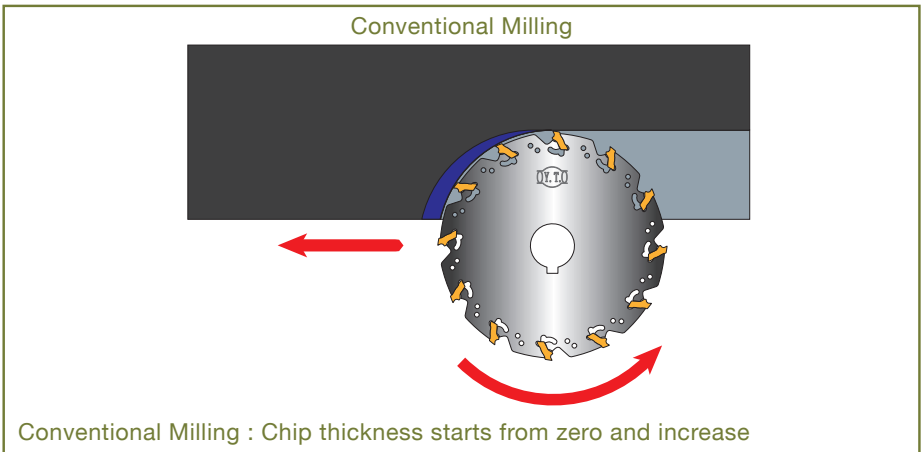 Conventional Milling
Y.T.
Conventional Milling : Chip thickness starts from zero and increase